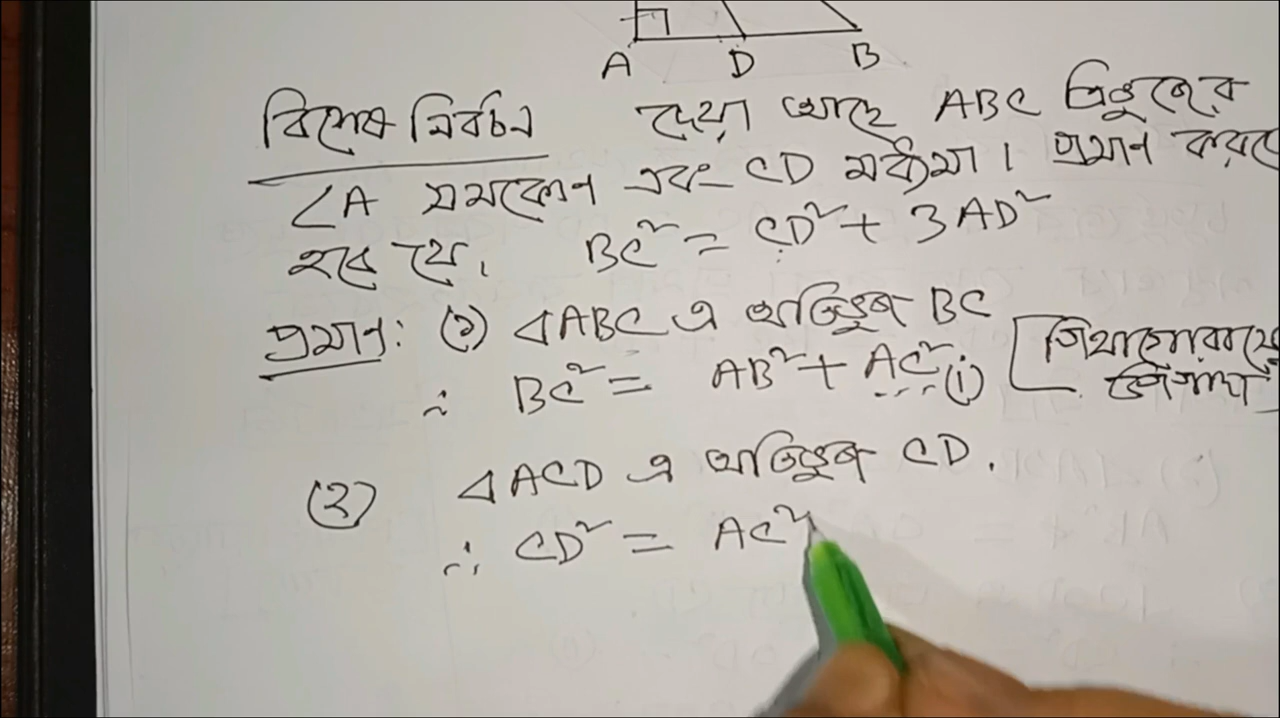 A D B
বিশেষ নির্বচন দেয়া আছে ABC ত্রিভুজের
∠A সমকোণ এবং CD মধ্যমা। প্রমাণ করতে
হবে যে, BC² = CD² + 3AD²
প্রমাণ: (১) △ABC এ অতিভুজ BC
∴ BC² = AB² + AC² ...(i) [পিথাগোরাসের
উপপাদ্য
(২) △ACD এ অতিভুজ CD.
∴ CD² = AC²